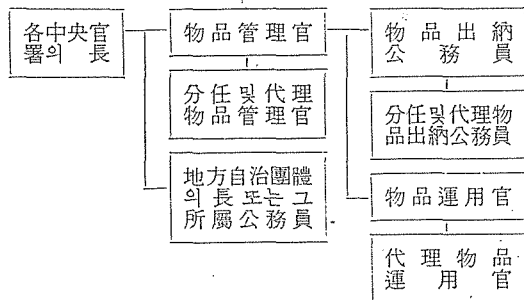 各中央官
署의 長
物品管理官
分任및代理
物品管理官
地方自治團體
의 長 또는 그
所屬公務員
物品出納
公務員
分任및代理物
品出納公務員
物品運用官
代理物品
運用官